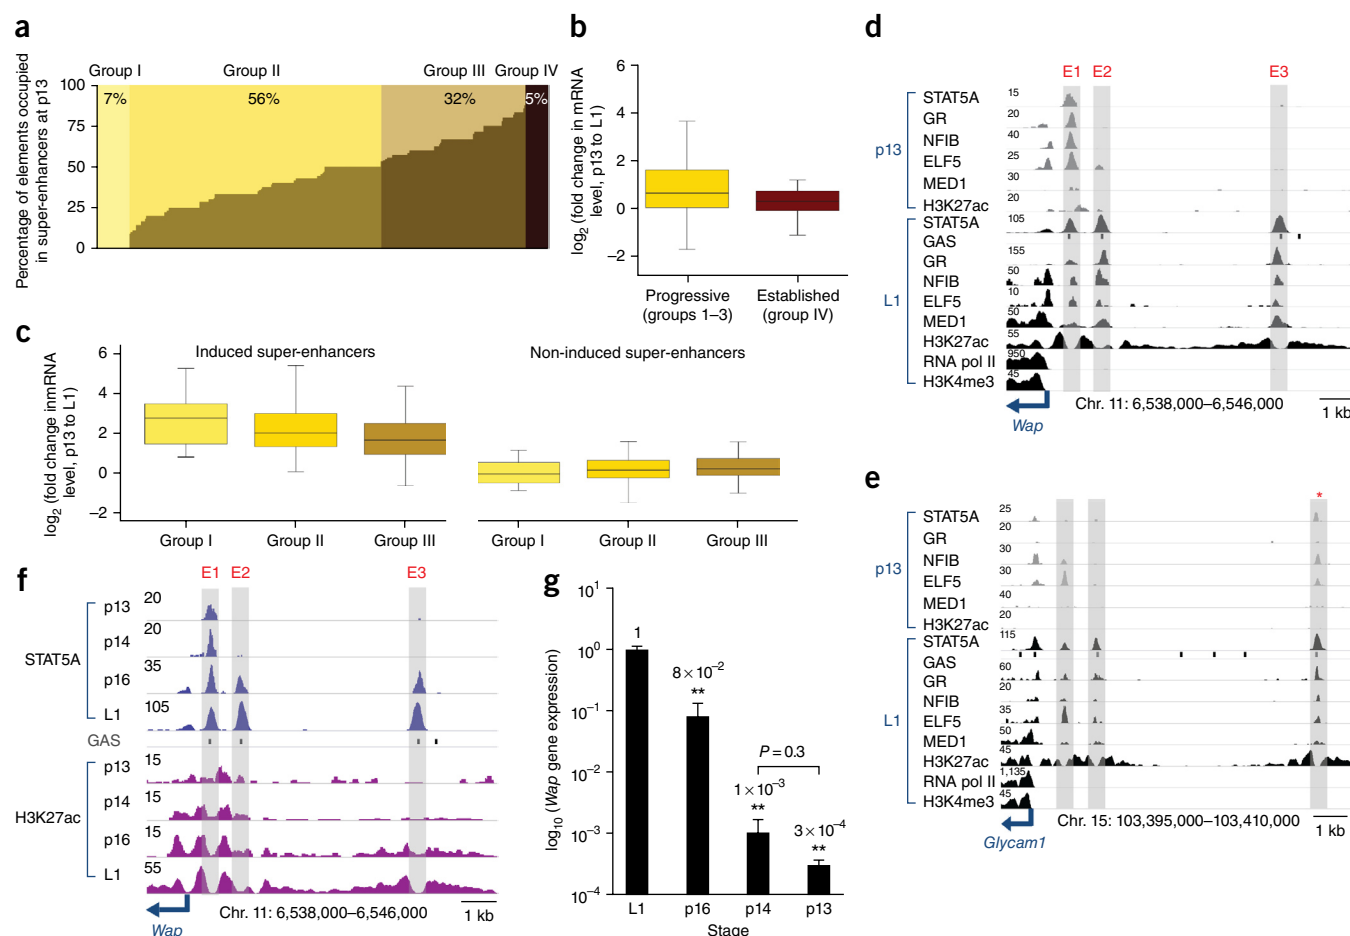 a
Group I
Group II
Group III
Group IV
7%
56%
32%
5%
Percentage of elements occupied
in super-enhancers at p13
100
75
50
25
0
b
log2 (fold change in mRNA
level, p13 to L1)
6
4
2
0
–2
Progressive
(groups 1–3)
Established
(group IV)
c
log2 (fold change inmRNA
level, p13 to L1)
6
4
2
0
–2
Induced super-enhancers
Non-induced super-enhancers
Group I
Group II
Group III
Group I
Group II
Group III
d
E1
E2
E3
p13
STAT5A 15
GR 20
NFIB 40
ELF5 25
MED1 30
H3K27ac 20
L1
STAT5A 105
GAS
GR 155
NFIB 50
ELF5 10
MED1 50
H3K27ac 55
RNA pol II 950
H3K4me3 45
Wap
Chr. 11: 6,538,000–6,546,000
1 kb
e
*
p13
STAT5A 25
GR 20
NFIB 30
ELF5 30
MED1 20
H3K27ac 20
L1
STAT5A 115
GAS
GR 60
NFIB 20
ELF5 35
MED1 50
H3K27ac 45
RNA pol II 1,135
H3K4me3 45
Glycam1
Chr. 15: 103,395,000–103,410,000
1 kb
f
E1
E2
E3
STAT5A
p13 20
p14 20
p16 35
L1 105
GAS
H3K27ac
p13 15
p14 15
p16 15
L1 55
Wap
Chr. 11: 6,538,000–6,546,000
1 kb
g
log10 (Wap gene expression)
10^1
10^0
10^–1
10^–2
10^–3
10^–4
1
8 × 10^–2
**
P = 0.3
1 × 10^–3
**
3 × 10^–4
**
L1
p16
p14
p13
Stage